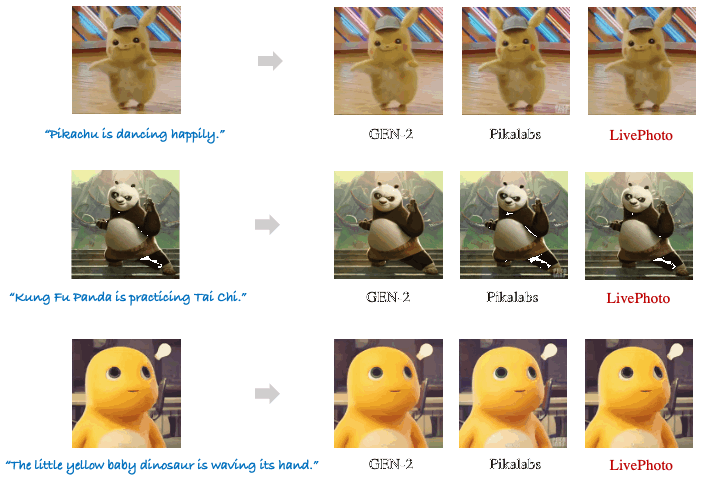 “Pikachu is dancing happily.”
GEN-2
Pikalabs
LivePhoto
“Kung Fu Panda is practicing Tai Chi.”
GEN-2
Pikalabs
LivePhoto
“The little yellow baby dinosaur is waving its hand.”
GEN-2
Pikalabs
LivePhoto